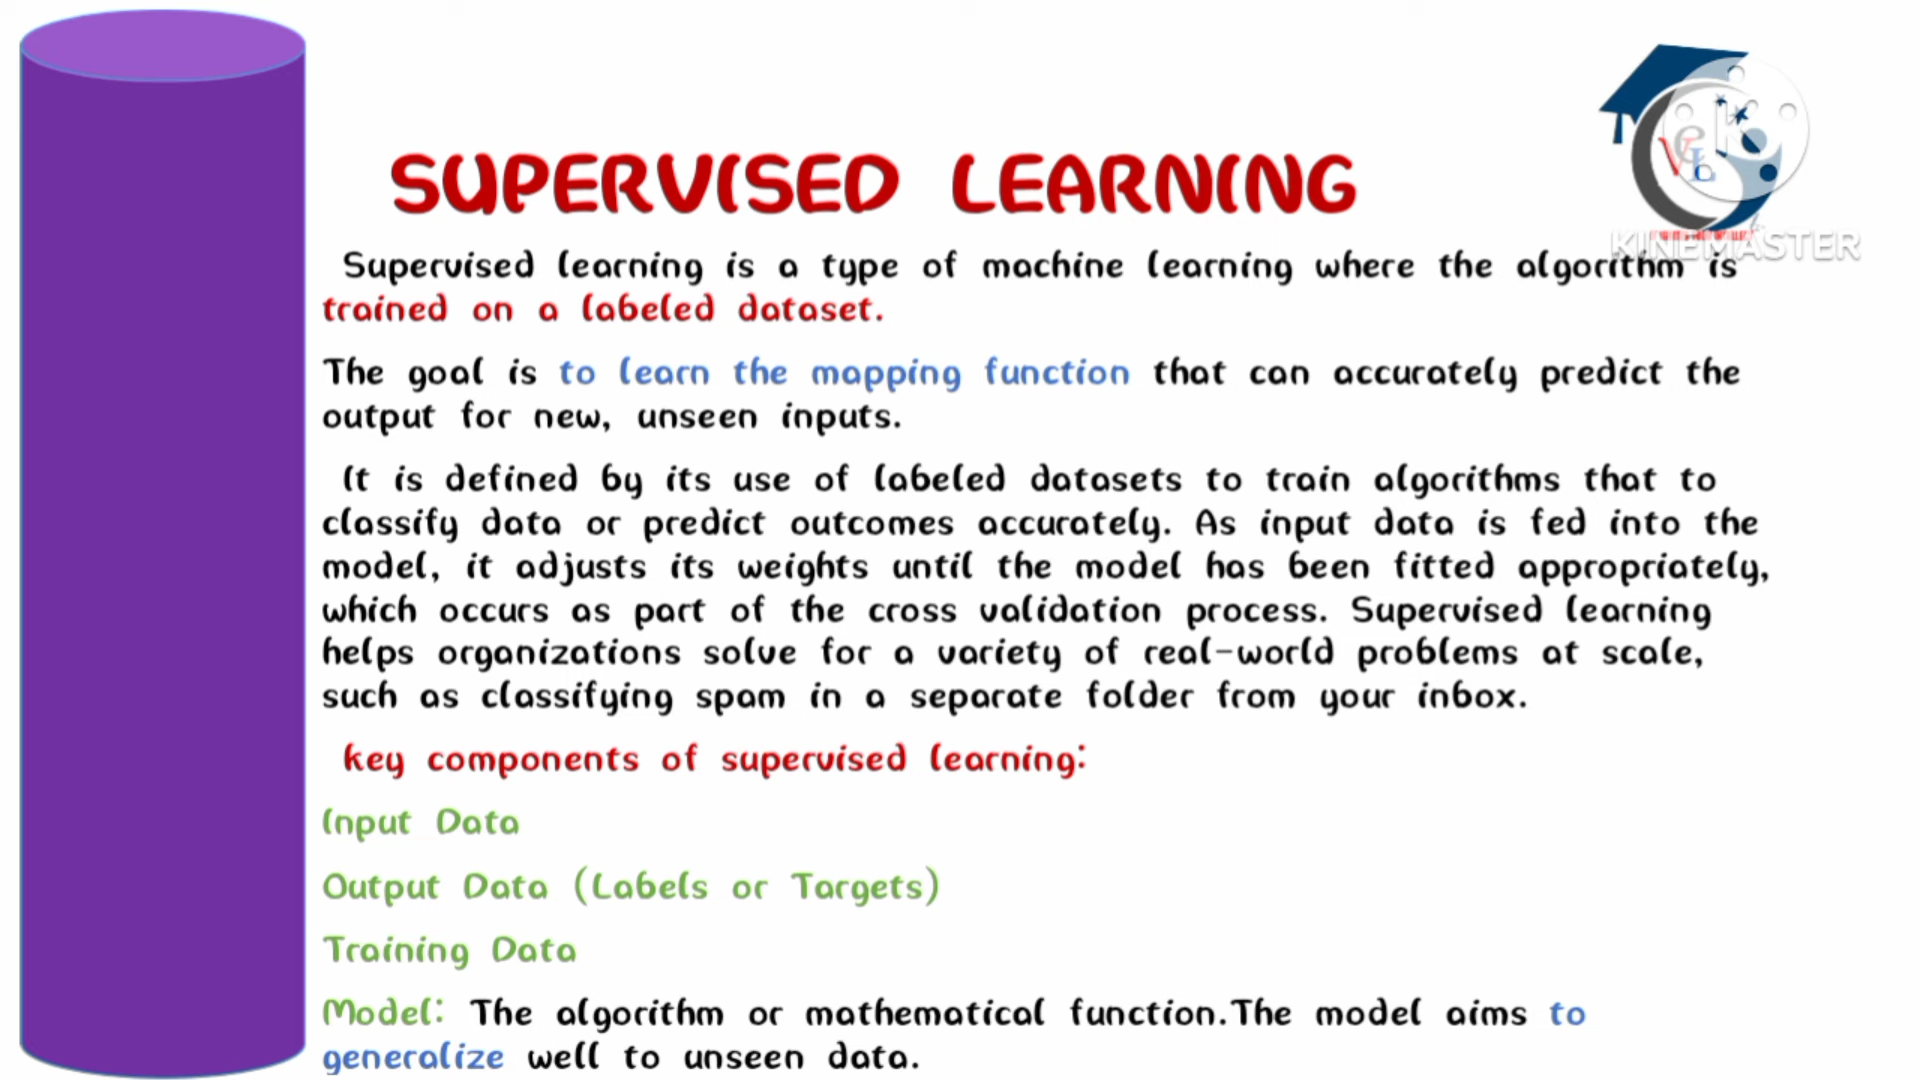 SUPERVISED LEARNING
KINEMASTER
Supervised learning is a type of machine learning where the algorithm is
trained on a labeled dataset.
The goal is to learn the mapping function that can accurately predict the
output for new, unseen inputs.
It is defined by its use of labeled datasets to train algorithms that to
classify data or predict outcomes accurately. As input data is fed into the
model, it adjusts its weights until the model has been fitted appropriately,
which occurs as part of the cross validation process. Supervised learning
helps organizations solve for a variety of real-world problems at scale,
such as classifying spam in a separate folder from your inbox.
key components of supervised learning:
Input Data
Output Data (Labels or Targets)
Training Data
Model: The algorithm or mathematical function.The model aims to
generalize well to unseen data.